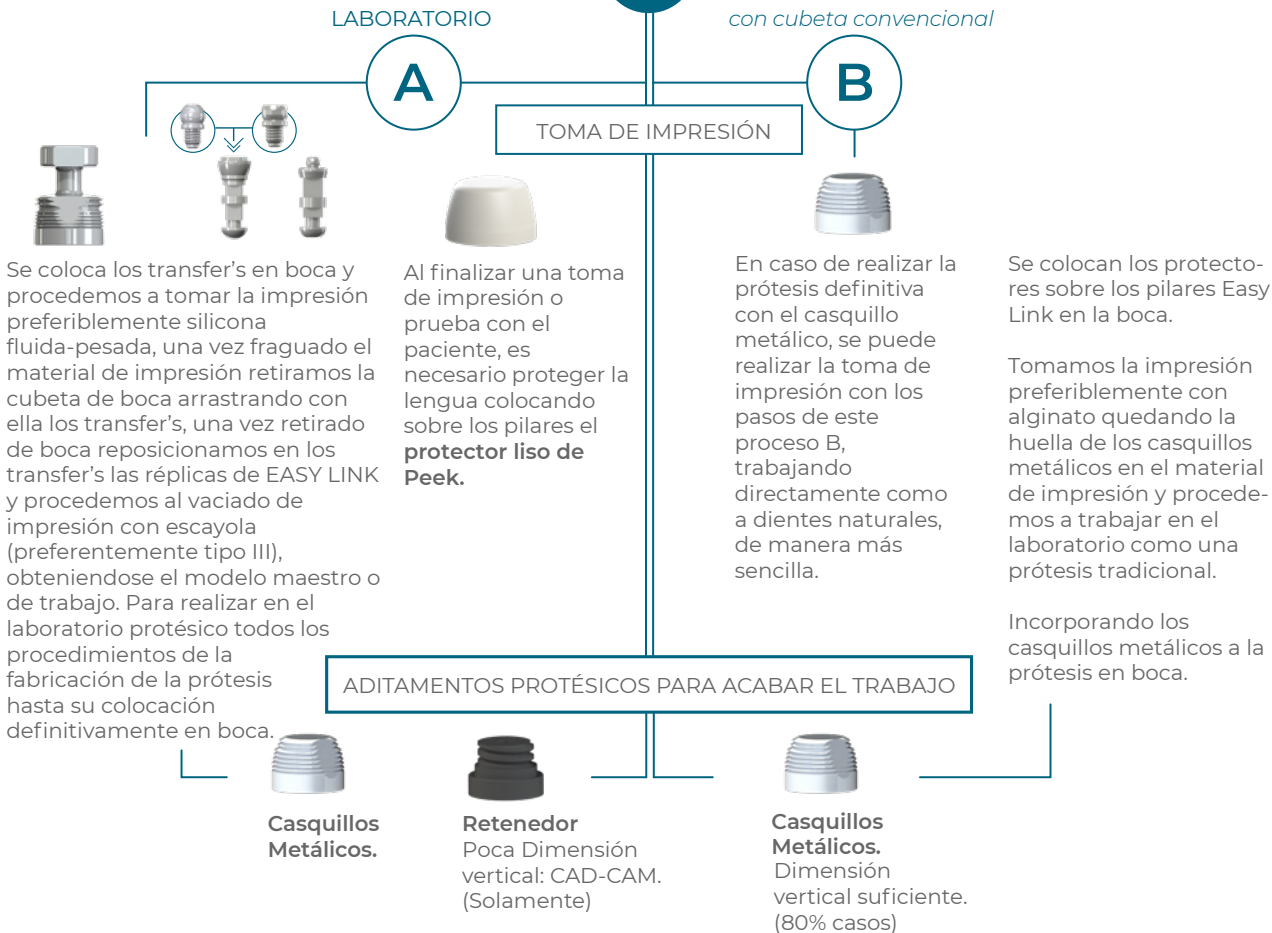 LABORATORIO
con cubeta convencional
A
B
TOMA DE IMPRESIÓN
Se coloca los transfer's en boca y
procedemos a tomar la impresión
preferiblemente silicona
fluida-pesada, una vez fraguado el
material de impresión retiramos la
cubeta de boca arrastrando con
ella los transfer's, una vez retirado
de boca reposicionamos en los
transfer's las réplicas de EASY LINK
y procedemos al vaciado de
impresión con escayola
(preferentemente tipo III),
obteniendose el modelo maestro o
de trabajo. Para realizar en el
laboratorio protésico todos los
procedimientos de la
fabricación de la prótesis
hasta su colocación
definitivamente en boca.
Al finalizar una toma
de impresión o
prueba con el
paciente, es
necesario proteger la
lengua colocando
sobre los pilares el
protector liso de
Peek.
En caso de realizar la
prótesis definitiva
con el casquillo
metálico, se puede
realizar la toma de
impresión con los
pasos de este
proceso B,
trabajando
directamente como
a dientes naturales,
de manera más
sencilla.
Se colocan los protecto-
res sobre los pilares Easy
Link en la boca.
Tomamos la impresión
preferiblemente con
alginato quedando la
huella de los casquillos
metálicos en el material
de impresión y procede-
mos a trabajar en el
laboratorio como una
prótesis tradicional.
Incorporando los
casquillos metálicos a la
prótesis en boca.
ADITAMENTOS PROTÉSICOS PARA ACABAR EL TRABAJO
Casquillos
Metálicos.
Retenedor
Poca Dimensión
vertical: CAD-CAM.
(Solamente)
Casquillos
Metálicos.
Dimensión
vertical suficiente.
(80% casos)